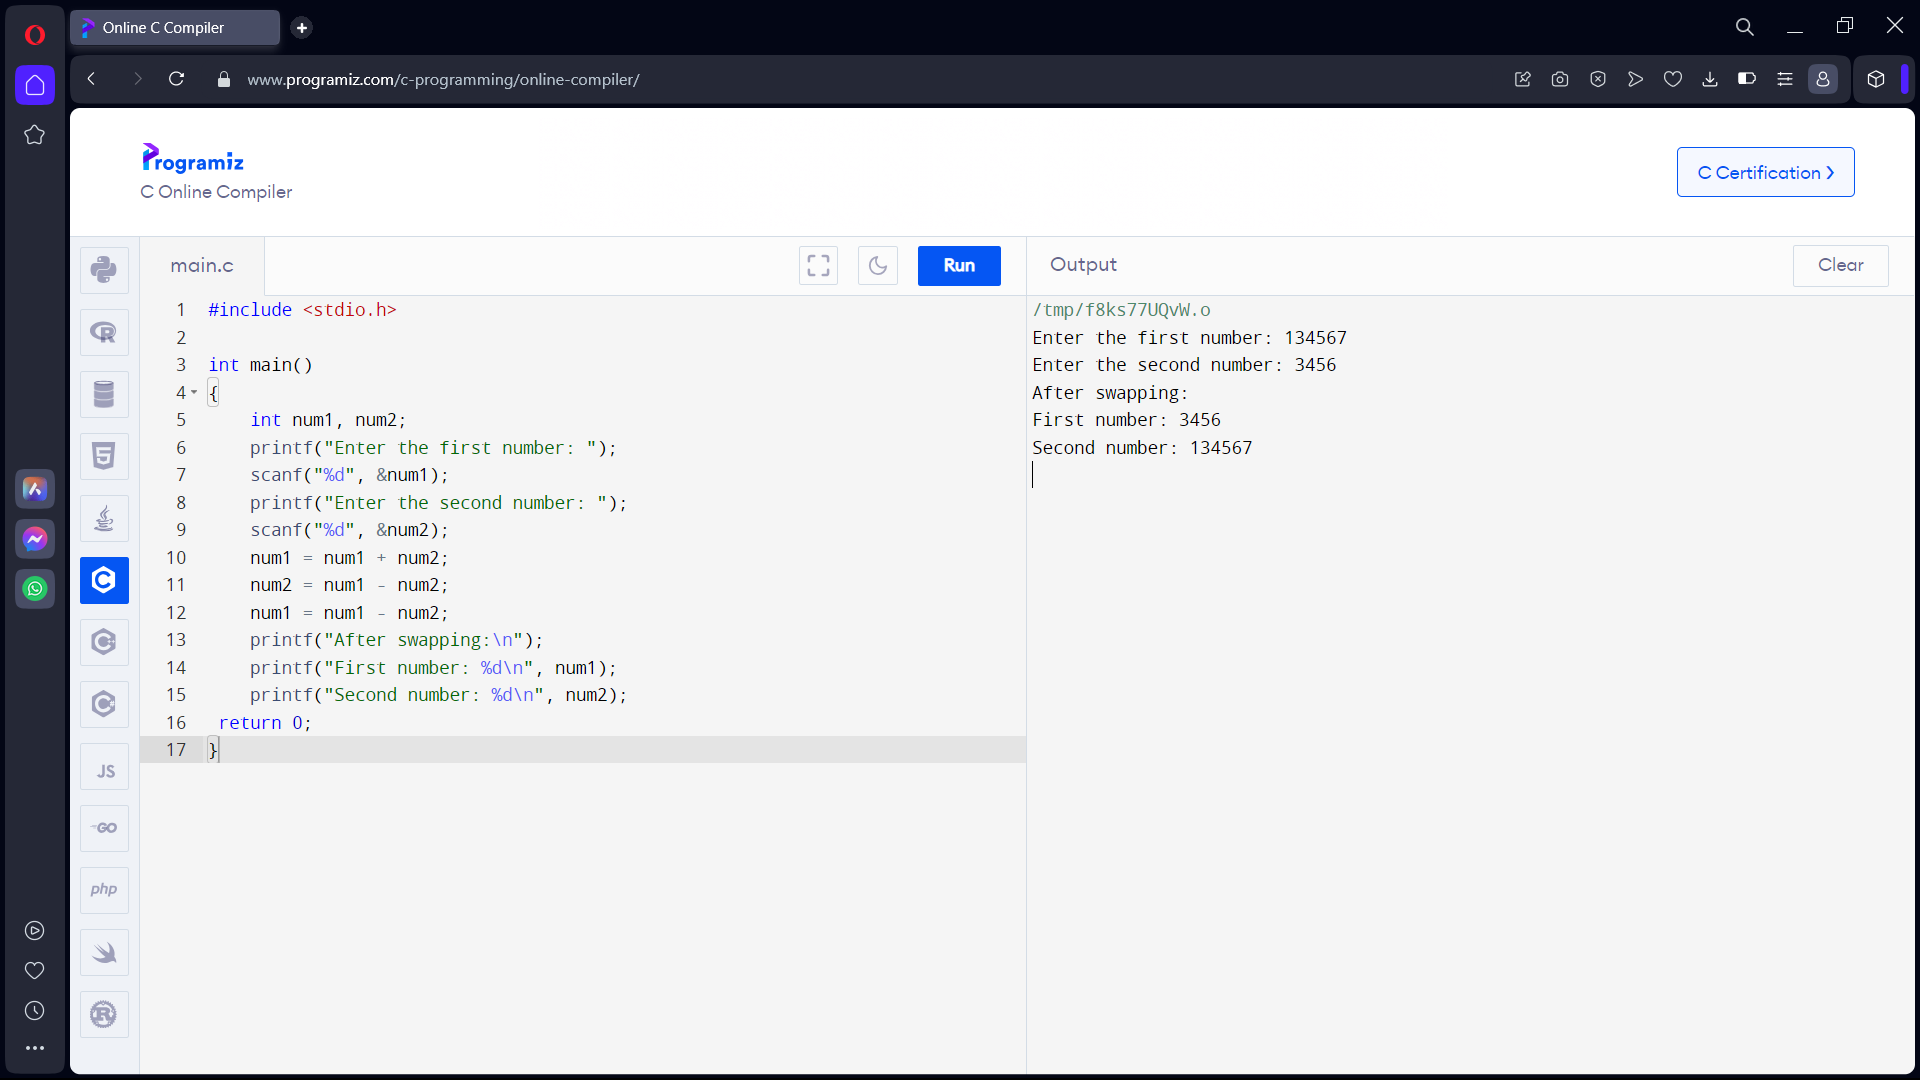 Online C Compiler
www.programiz.com/c-programming/online-compiler/
Programiz
C Online Compiler
C Certification
main.c
Run
Output
Clear
1 #include <stdio.h>
2
3 int main()
4 {
5 int num1, num2;
6 printf("Enter the first number: ");
7 scanf("%d", &num1);
8 printf("Enter the second number: ");
9 scanf("%d", &num2);
10 num1 = num1 + num2;
11 num2 = num1 - num2;
12 num1 = num1 - num2;
13 printf("After swapping:\n");
14 printf("First number: %d\n", num1);
15 printf("Second number: %d\n", num2);
16 return 0;
17 }
/tmp/f8ks77UQvW.o
Enter the first number: 134567
Enter the second number: 3456
After swapping:
First number: 3456
Second number: 134567
JS
GO
php